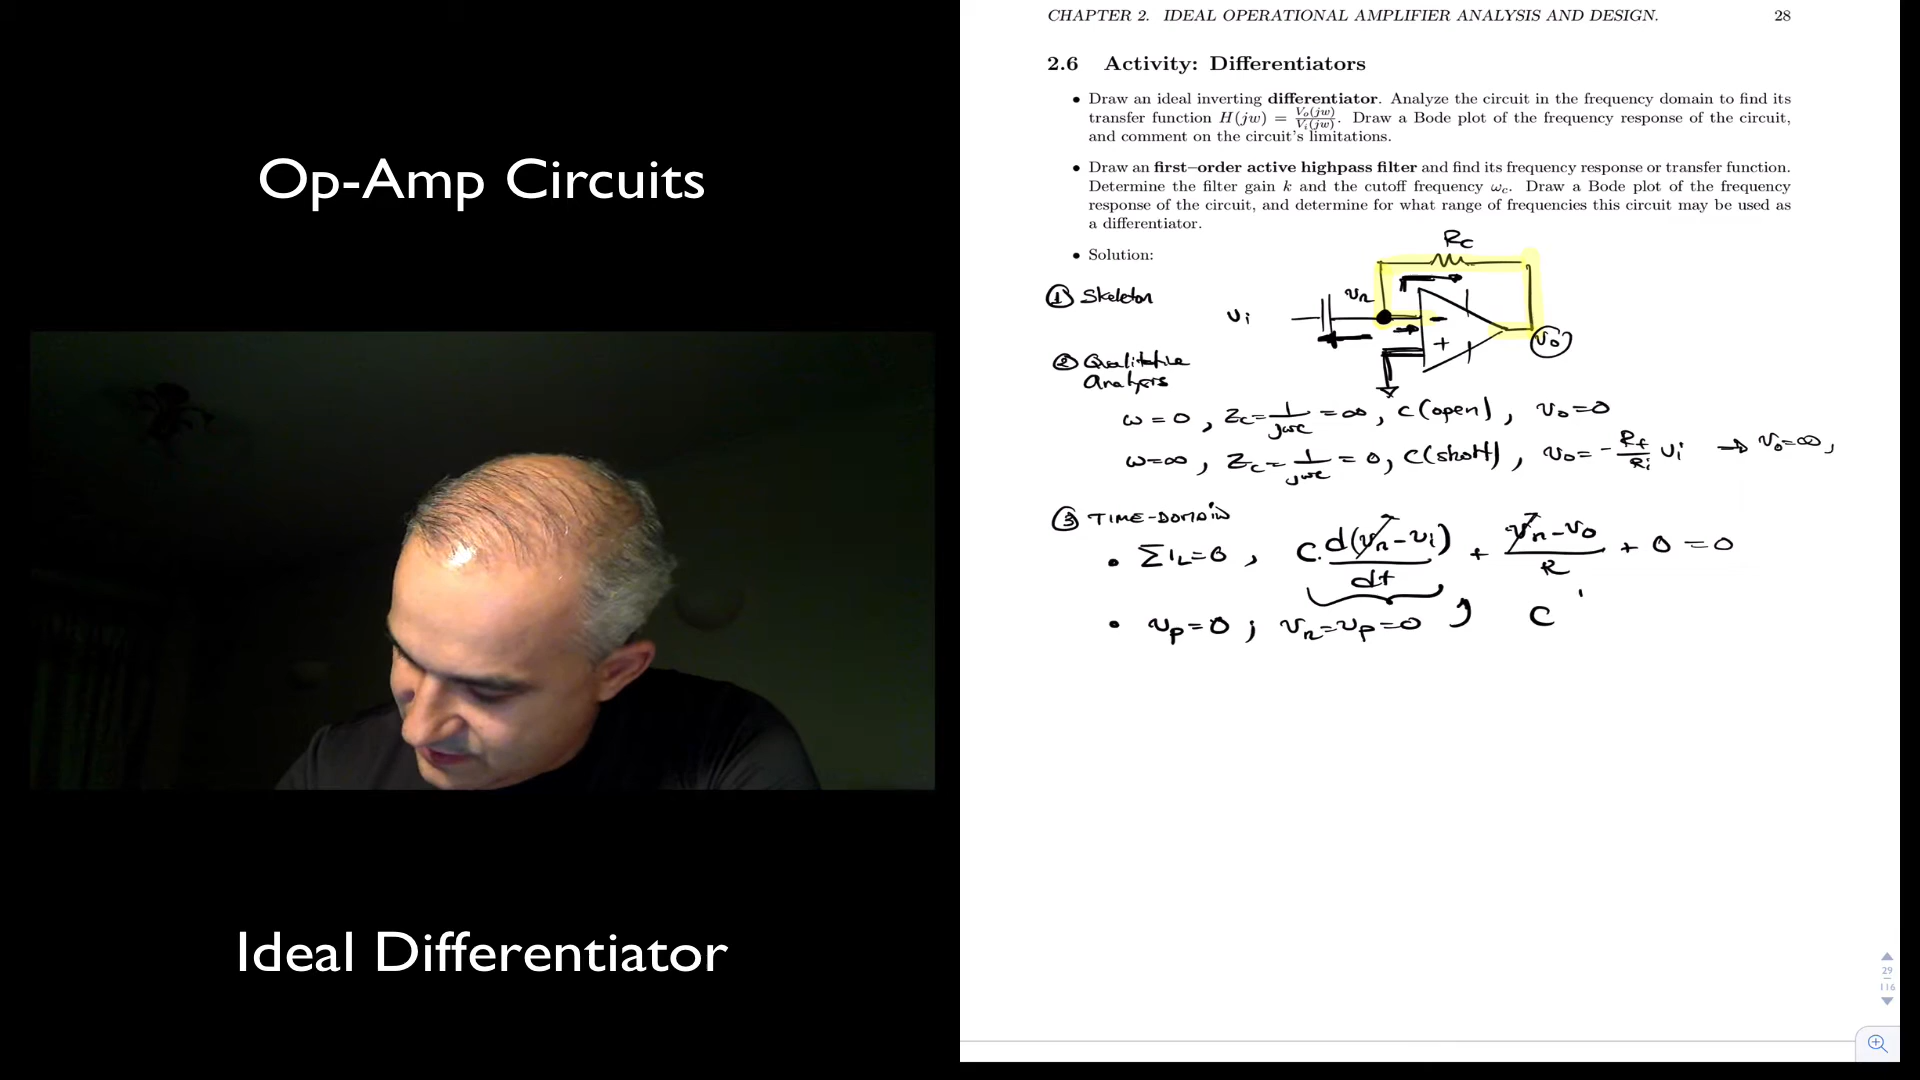 Op-Amp Circuits
Ideal Differentiator
CHAPTER 2. IDEAL OPERATIONAL AMPLIFIER ANALYSIS AND DESIGN. 28
2.6 Activity: Differentiators
• Draw an ideal inverting differentiator. Analyze the circuit in the frequency domain to find its
transfer function H(jw) = Vo(jw)/Vi(jw). Draw a Bode plot of the frequency response of the circuit,
and comment on the circuit's limitations.
• Draw an first–order active highpass filter and find its frequency response or transfer function.
Determine the filter gain k and the cutoff frequency ωc. Draw a Bode plot of the frequency
response of the circuit, and determine for what range of frequencies this circuit may be used as
a differentiator.
• Solution:
① Skeleton
vi
vn
-
+
vo
② Qualitative
Analysis
ω = 0, Zc = 1/jωc = ∞, C(open), vo = 0
ω = ∞, Zc = 1/jωc = 0, C(short), vo = - Rf/Ri vi → vo = ∞,
③ TIME-DOMAIN
• C. d(vn - vi)/dt + vn - vo/R + 0 = 0
• vp = 0 ; vn = vp = 0 , C
29
116